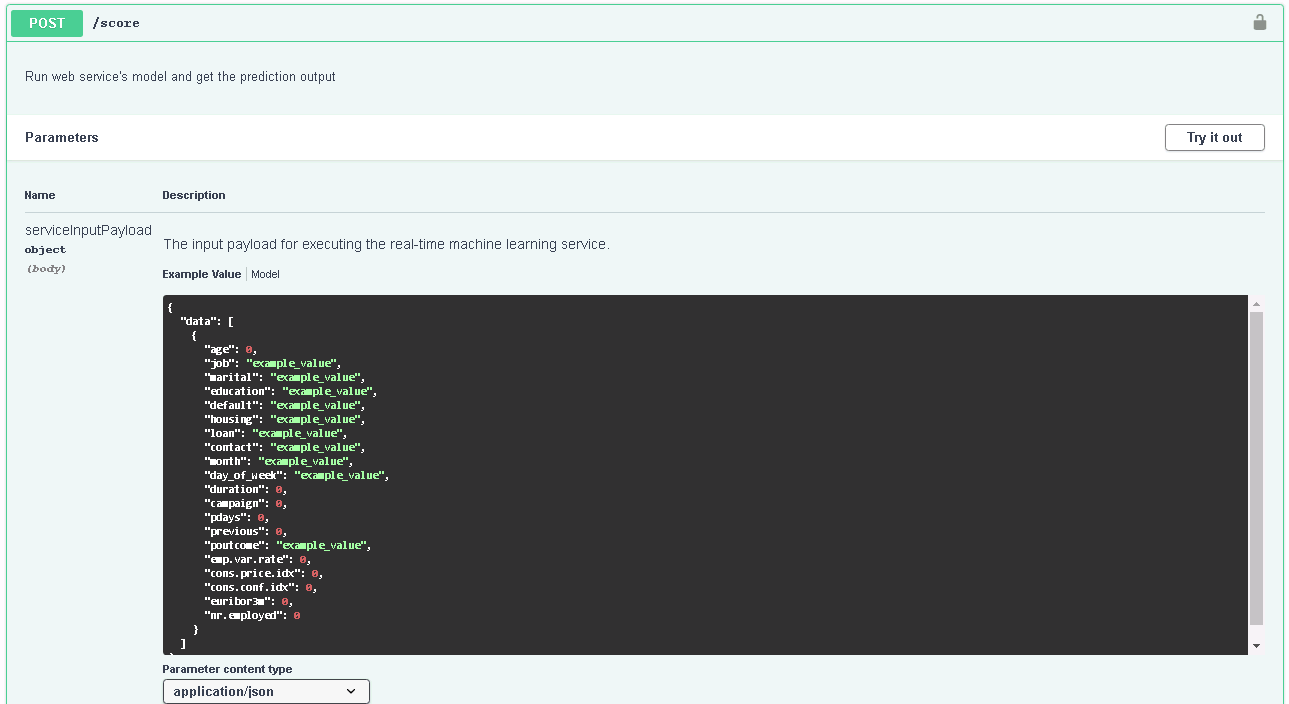 POST /score
Run web service's model and get the prediction output
Parameters
Try it out
Name Description
serviceInputPayload
object
(body)
The input payload for executing the real-time machine learning service.
Example Value Model
{
"data": [
{
"age": 0,
"job": "example_value",
"marital": "example_value",
"education": "example_value",
"default": "example_value",
"housing": "example_value",
"loan": "example_value",
"contact": "example_value",
"month": "example_value",
"day_of_week": "example_value",
"duration": 0,
"campaign": 0,
"pdays": 0,
"previous": 0,
"poutcome": "example_value",
"emp.var.rate": 0,
"cons.price.idx": 0,
"cons.conf.idx": 0,
"euribor3m": 0,
"nr.employed": 0
}
]
Parameter content type
application/json